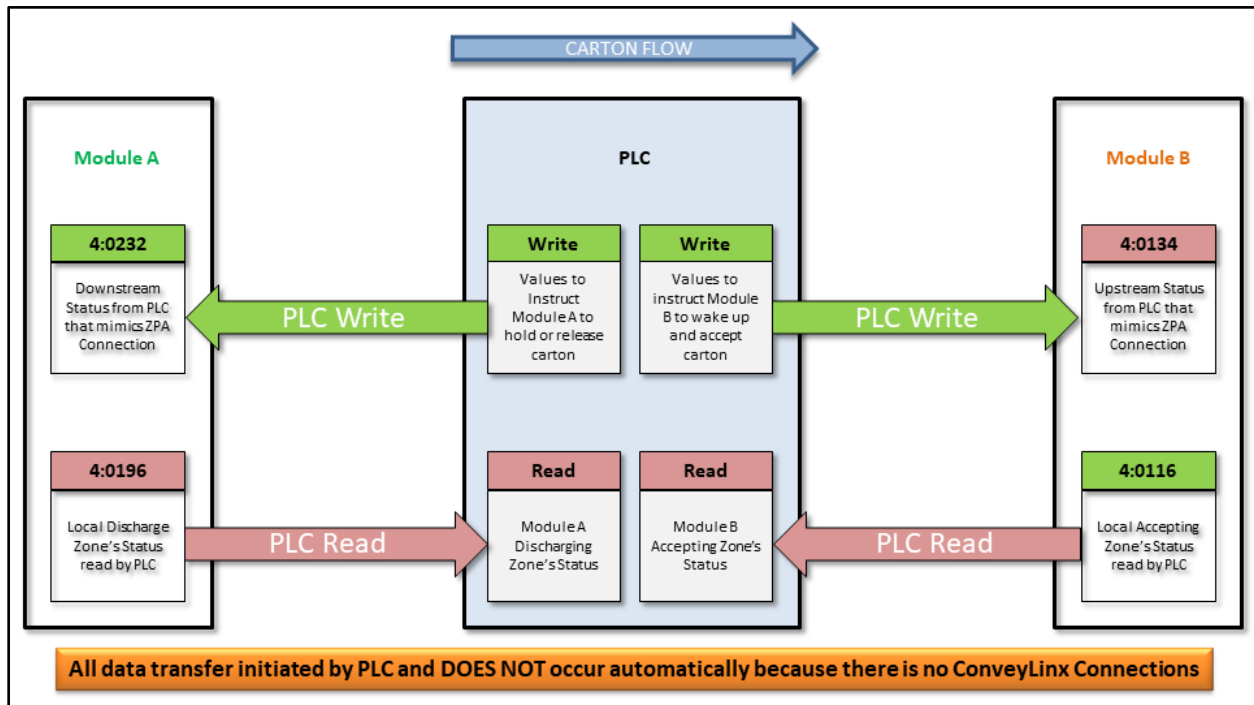 CARTON FLOW
Module A
4:0232
Downstream
Status from PLC
that mimics ZPA
Connection
4:0196
Local Discharge
Zone's Status
read by PLC
PLC Write
PLC Read
PLC
Write
Values to
Instruct
Module A to
hold or release
carton
Write
Values to
instruct Module
B to wake up
and accept
carton
Read
Module A
Discharging
Zone's Status
Read
Module B
Accepting Zone's
Status
PLC Write
PLC Read
Module B
4:0134
Upstream Status
from PLC that
mimics ZPA
Connection
4:0116
Local Accepting
Zone's Status
read by PLC
All data transfer initiated by PLC and DOES NOT occur automatically because there is no ConveyLinx Connections